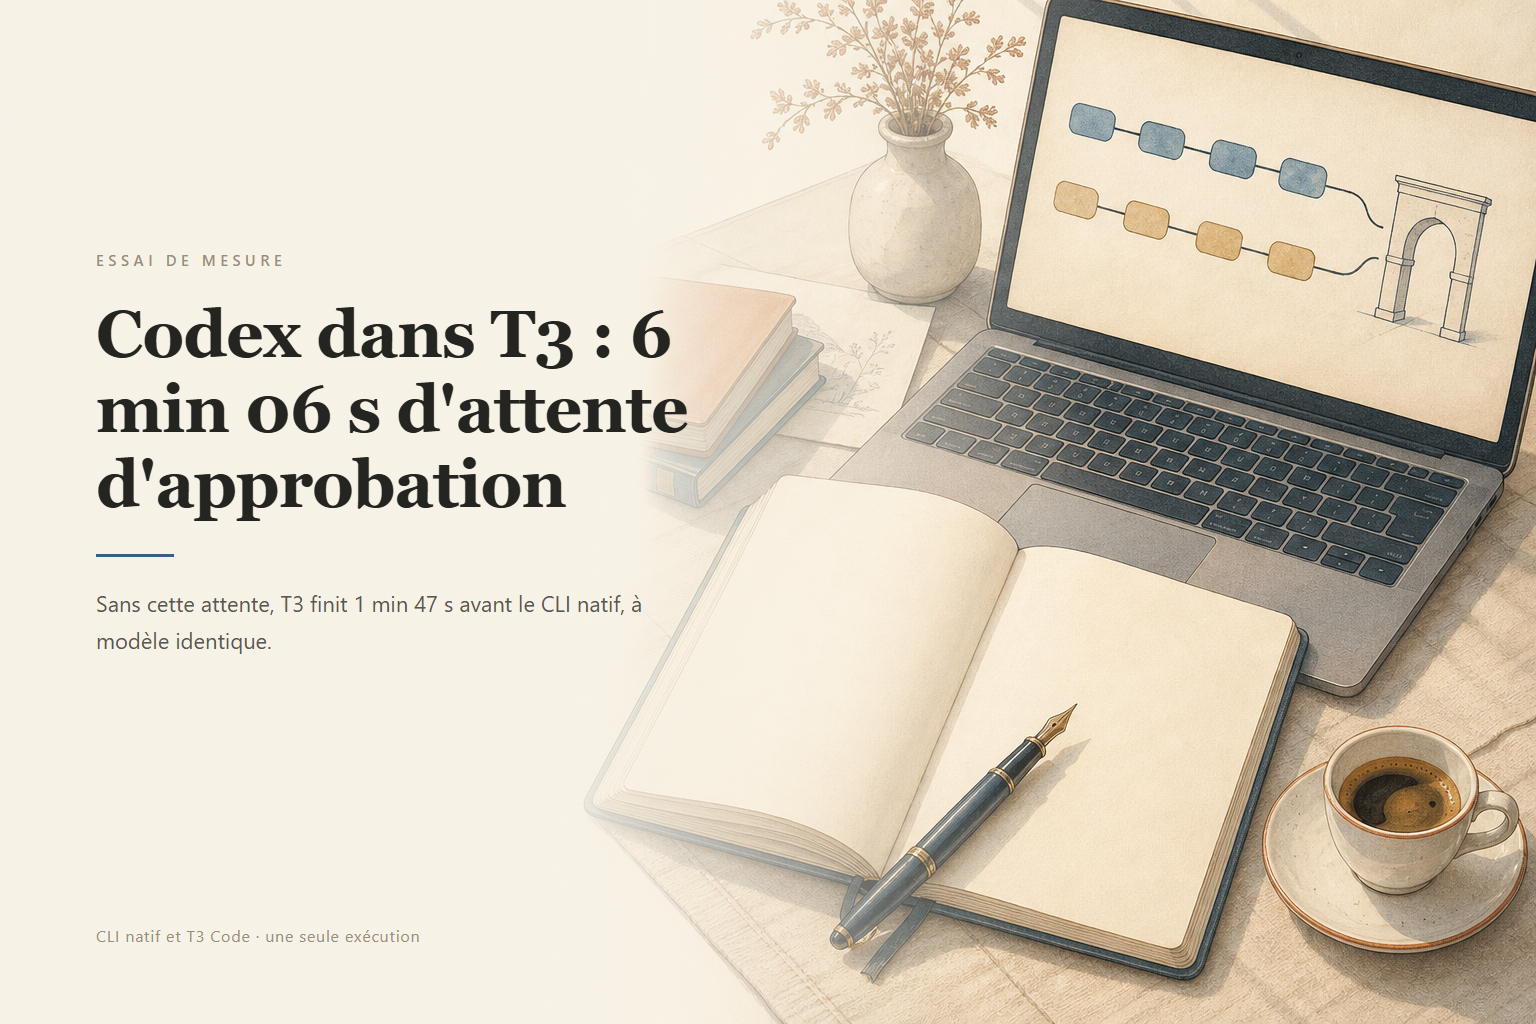 ESSAI DE MESURE
Codex dans T3 : 6
min 06 s d'attente
d'approbation
Sans cette attente, T3 finit 1 min 47 s avant le CLI natif, à
modèle identique.
CLI natif et T3 Code · une seule exécution